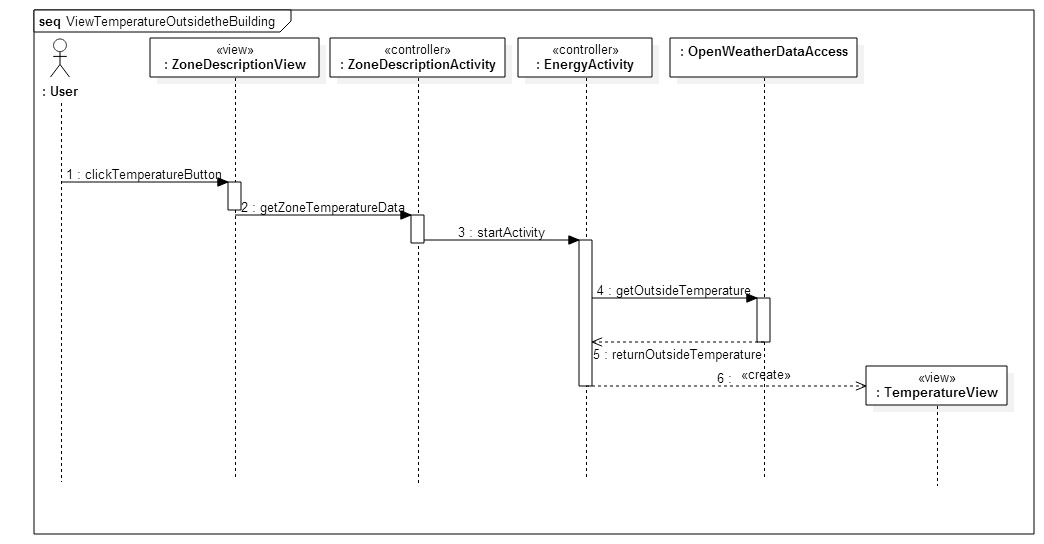 seq ViewTemperatureOutsidetheBuilding
: User
«view»
: ZoneDescriptionView
«controller»
: ZoneDescriptionActivity
«controller»
: EnergyActivity
: OpenWeatherDataAccess
1 : clickTemperatureButton
2 : getZoneTemperatureData
3 : startActivity
4 : getOutsideTemperature
5 : returnOutsideTemperature
6 : «create»
«view»
: TemperatureView